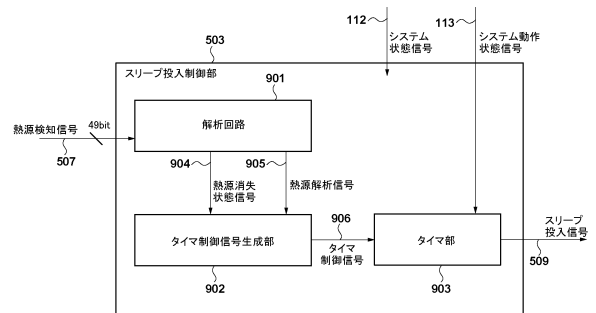 112
113
システム
状態信号
システム動作
状態信号
503
スリープ投入制御部
901
解析回路
熱源検知信号
49bit
507
904
905
熱源消失
状態信号
熱源解析信号
タイマ制御信号生成部
902
906
タイマ
制御信号
タイマ部
903
スリープ
投入信号
509